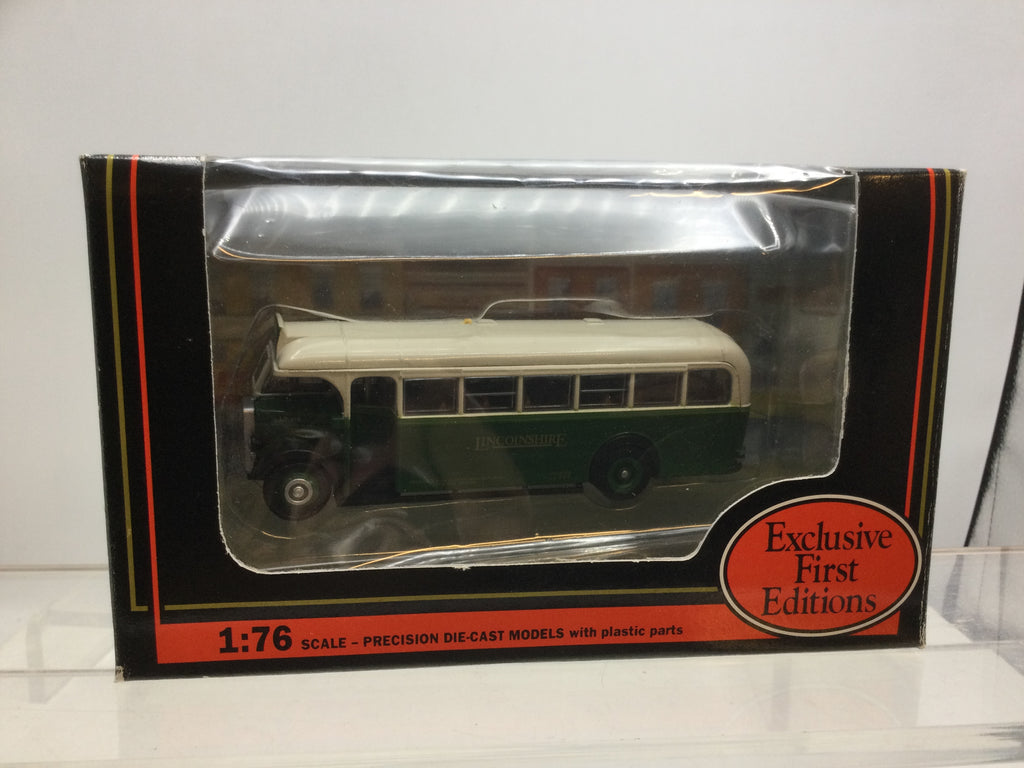 LINCOLNSHIRE
Exclusive
First
Editions
1:76 SCALE – PRECISION DIE-CAST MODELS with plastic parts